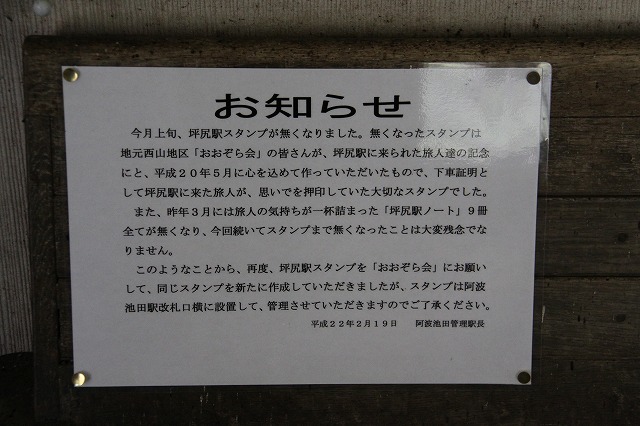 お知らせ
今月上旬、坪尻駅スタンプが無くなりました。無くなったスタンプは
地元西山地区「おおぞら会」の皆さんが、坪尻駅に来られた旅人達の記念
にと、平成20年5月に心を込めて作っていただいたもので、下車証明と
して坪尻駅に来た旅人が、思いでを押印していた大切なスタンプでした。
また、昨年3月には旅人の気持ちが一杯詰まった「坪尻駅ノート」9冊
全てが無くなり、今回続いてスタンプまで無くなったことは大変残念でな
りません。
このようなことから、再度、坪尻駅スタンプを「おおぞら会」にお願い
して、同じスタンプを新たに作成していただきましたが、スタンプは阿波
池田駅改札口横に設置して、管理させていただきますのでご了承ください。
平成22年2月19日 阿波池田管理駅長